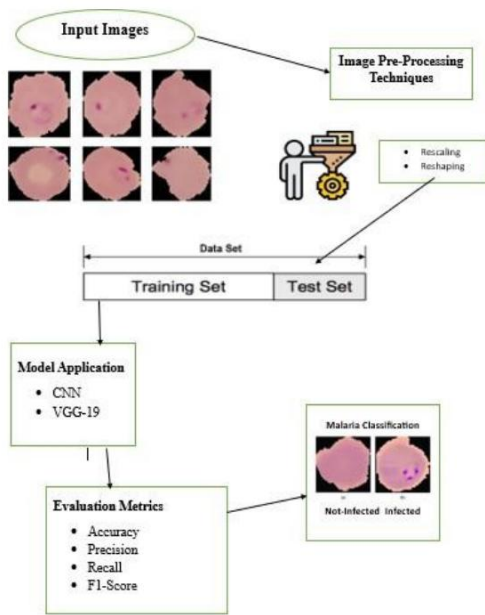 Input Images
Image Pre-Processing
Techniques
• Rescaling
• Reshaping
Data Set
Training Set
Test Set
Model Application
• CNN
• VGG-19
Malaria Classification
Not-Infected Infected
Evaluation Metrics
• Accuracy
• Precision
• Recall
• F1-Score